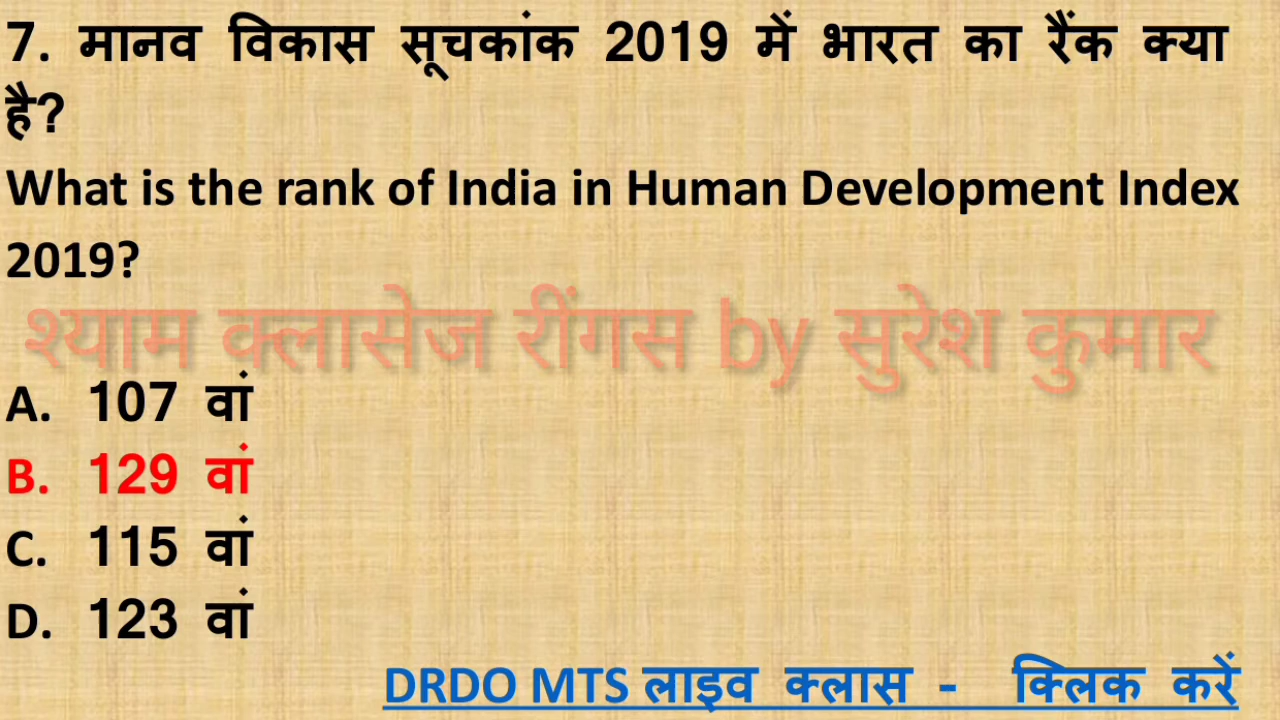 7. मानव विकास सूचकांक 2019 में भारत का रैंक क्या
है?
What is the rank of India in Human Development Index
2019?
श्याम क्लासेज रींगस by सुरेश कुमार
A. 107 वां
B. 129 वां
C. 115 वां
D. 123 वां
DRDO MTS लाइव क्लास - क्लिक करें